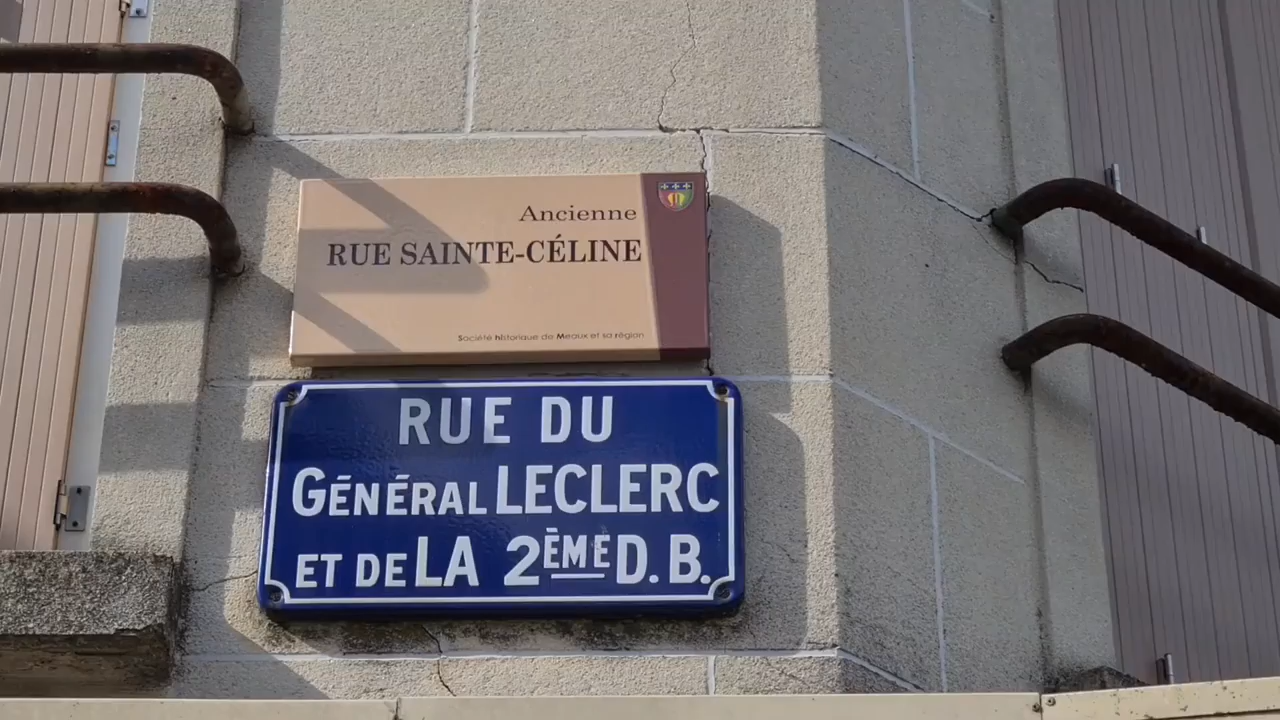 Ancienne
RUE SAINTE-CÉLINE
Société historique de Meaux et sa région
RUE DU
GÉNÉRAL LECLERC
ET DE LA 2ÈME D.B.